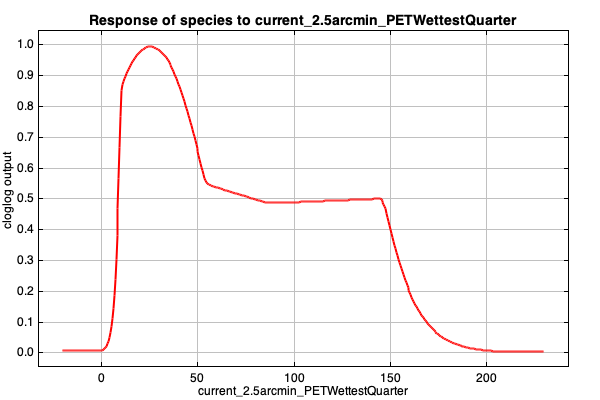 Response of species to current_2.5arcmin_PETWettestQuarter
1.0
0.9
0.8
0.7
0.6
0.5
0.4
0.3
0.2
0.1
0.0
cloglog output
0 50 100 150 200
current_2.5arcmin_PETWettestQuarter